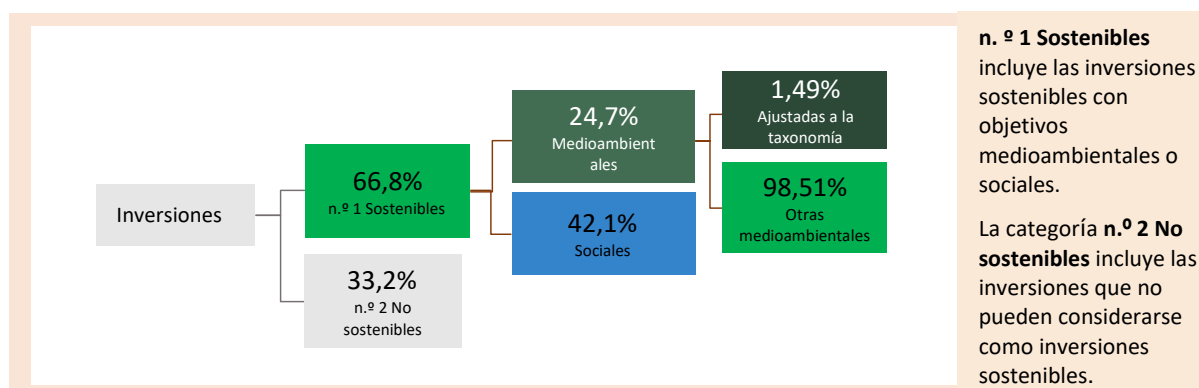 Inversiones
66,8%
n.º 1 Sostenibles
33,2%
n.º 2 No
sostenibles
24,7%
Medioambient
ales
42,1%
Sociales
1,49%
Ajustadas a la
taxonomía
98,51%
Otras
medioambientales
n. º 1 Sostenibles
incluye las inversiones
sostenibles con
objetivos
medioambientales o
sociales.
La categoría n.º 2 No
sostenibles incluye las
inversiones que no
pueden considerarse
como inversiones
sostenibles.